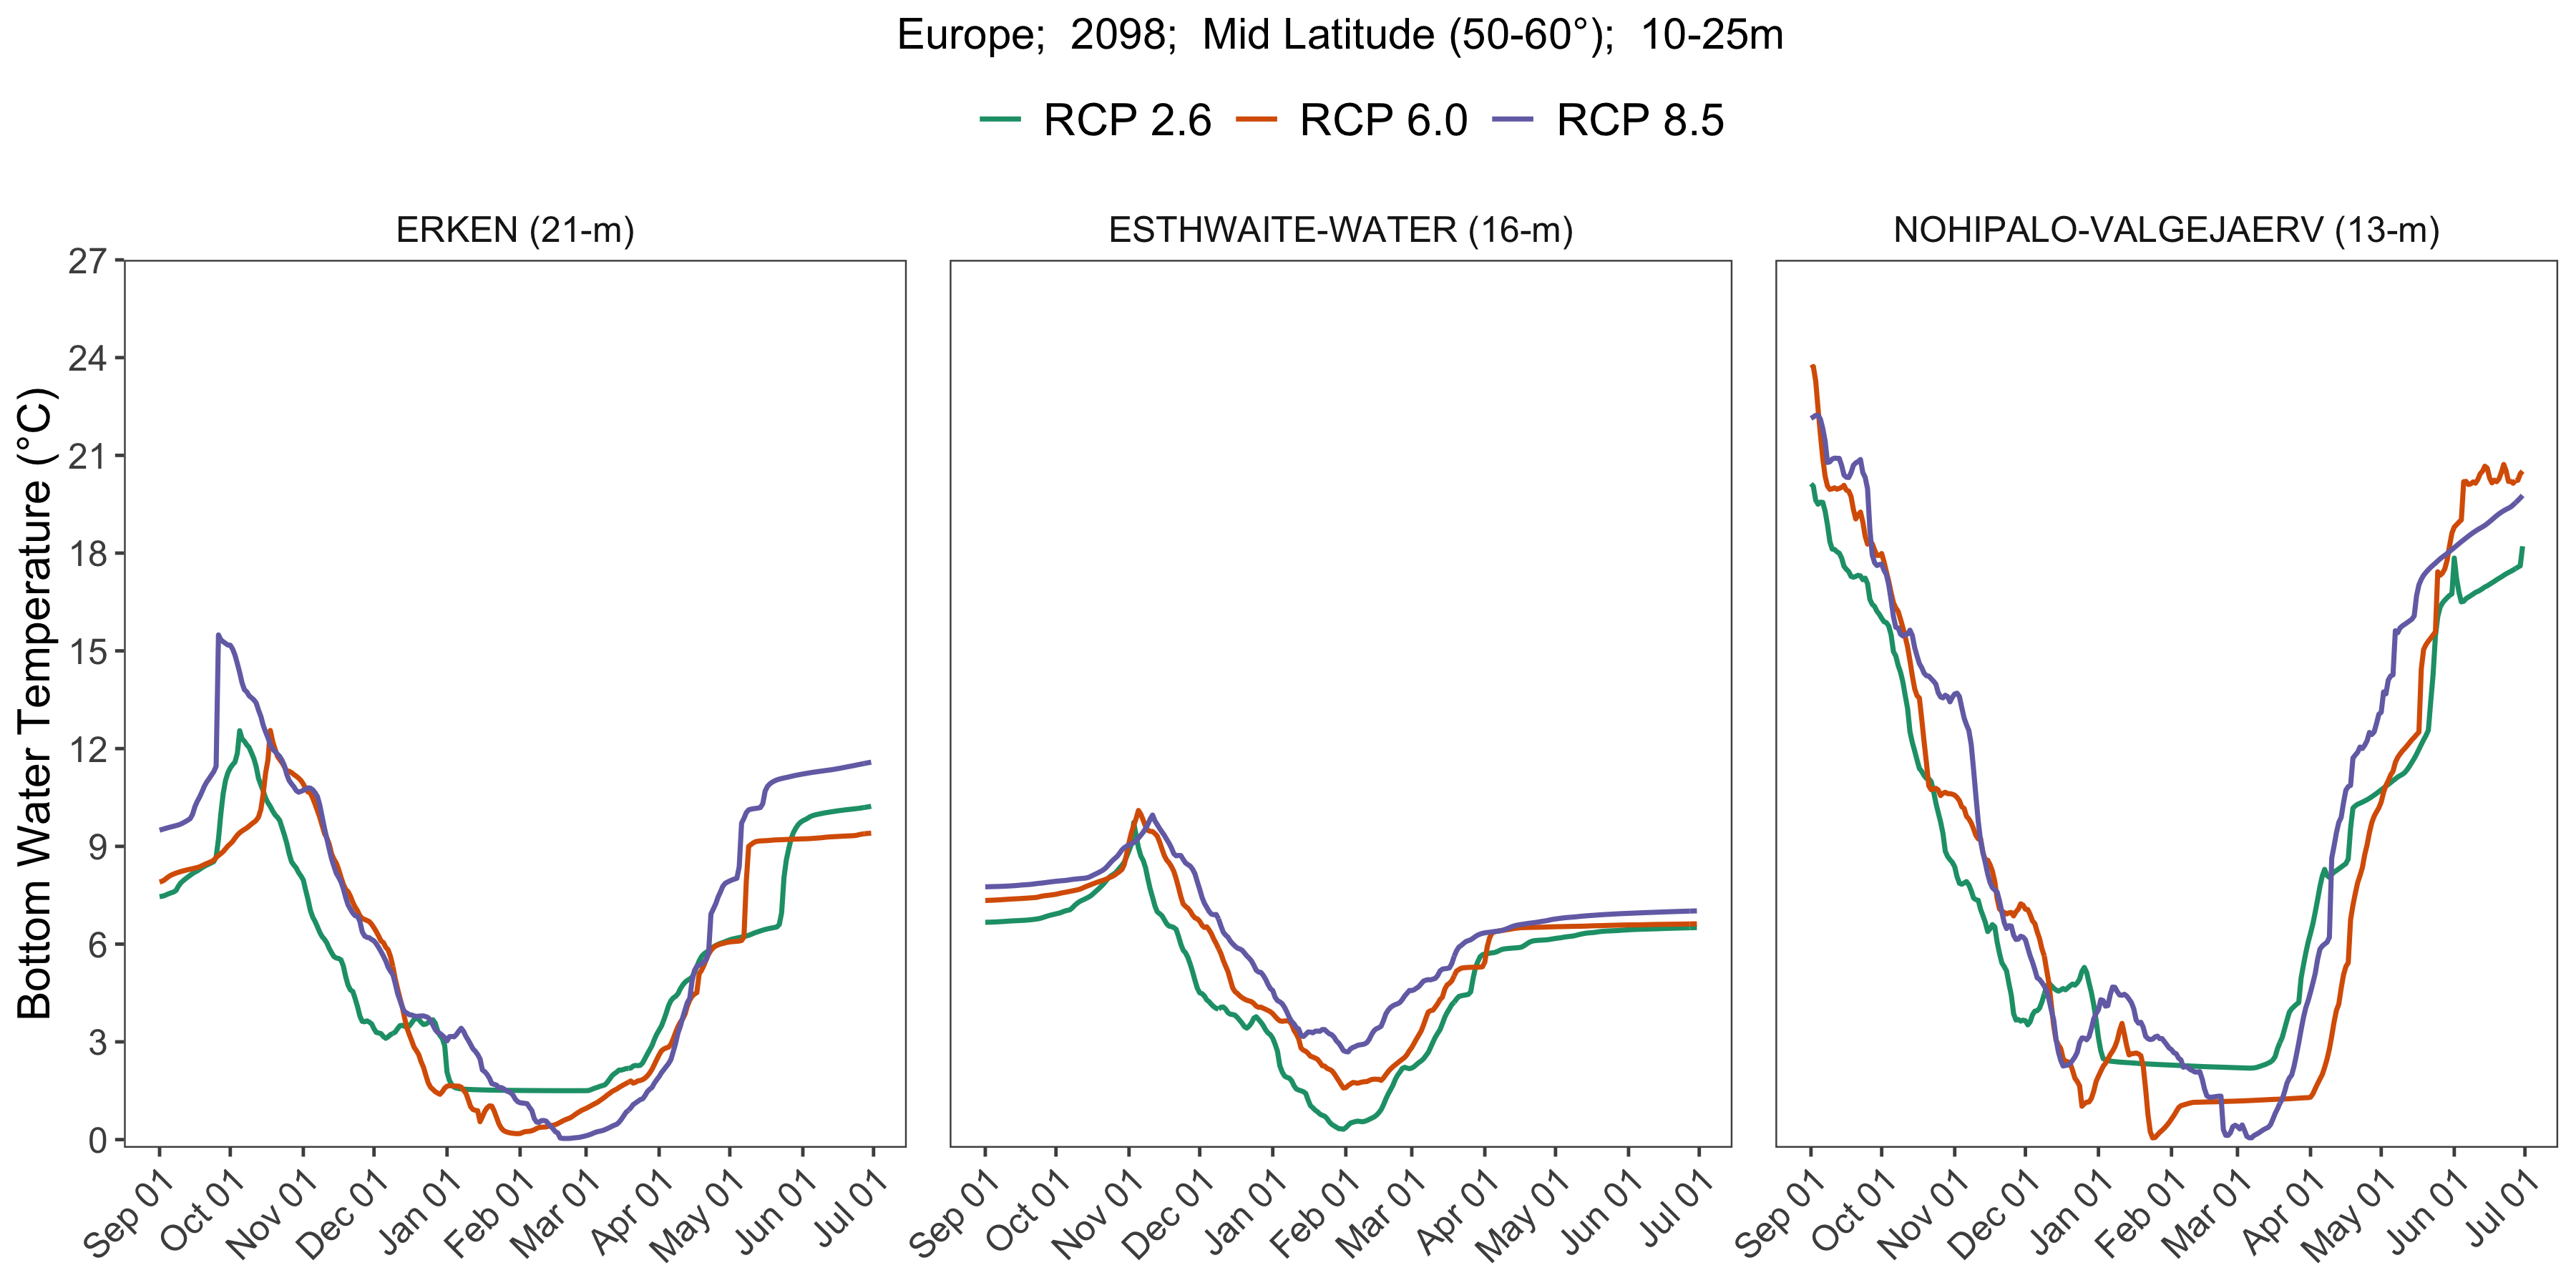 Europe; 2098; Mid Latitude (50-60°); 10-25m
RCP 2.6 RCP 6.0 RCP 8.5
ERKEN (21-m) ESTHWAITE-WATER (16-m) NOHIPALO-VALGEJAERV (13-m)
Bottom Water Temperature (°C)
27
24
21
18
15
12
9
6
3
0
Sep 01 Oct 01 Nov 01 Dec 01 Jan 01 Feb 01 Mar 01 Apr 01 May 01 Jun 01 Jul 01
Sep 01 Oct 01 Nov 01 Dec 01 Jan 01 Feb 01 Mar 01 Apr 01 May 01 Jun 01 Jul 01
Sep 01 Oct 01 Nov 01 Dec 01 Jan 01 Feb 01 Mar 01 Apr 01 May 01 Jun 01 Jul 01